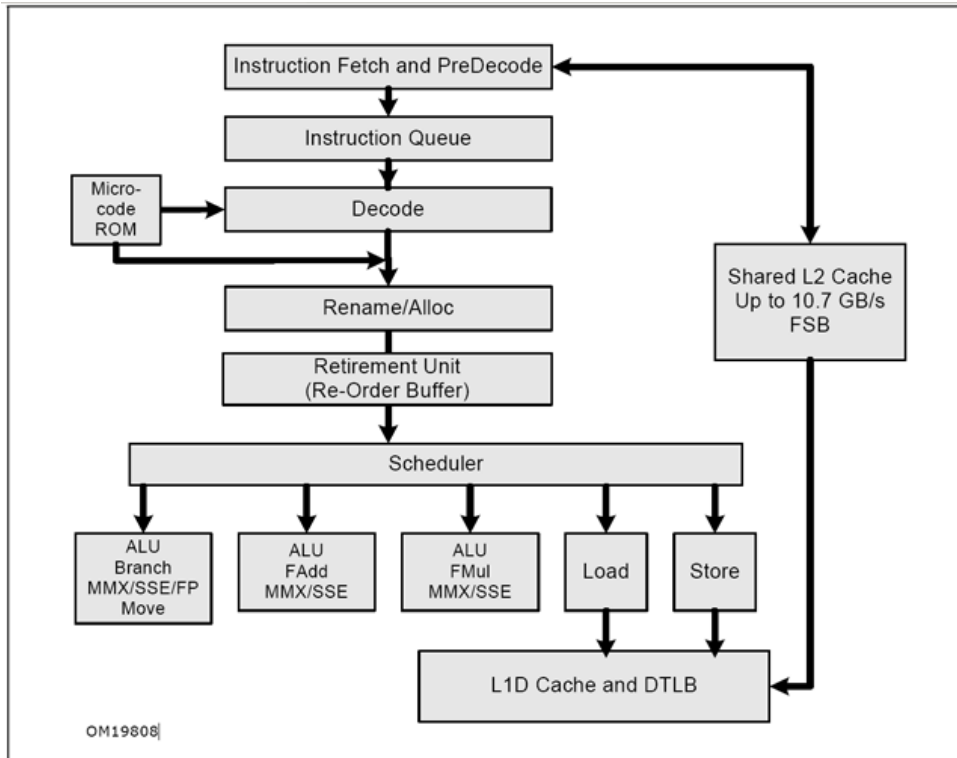 Instruction Fetch and PreDecode
Instruction Queue
Micro-
code
ROM
Decode
Shared L2 Cache
Up to 10.7 GB/s
FSB
Rename/Alloc
Retirement Unit
(Re-Order Buffer)
Scheduler
ALU
Branch
MMX/SSE/FP
Move
ALU
FAdd
MMX/SSE
ALU
FMul
MMX/SSE
Load
Store
L1D Cache and DTLB
OM19808